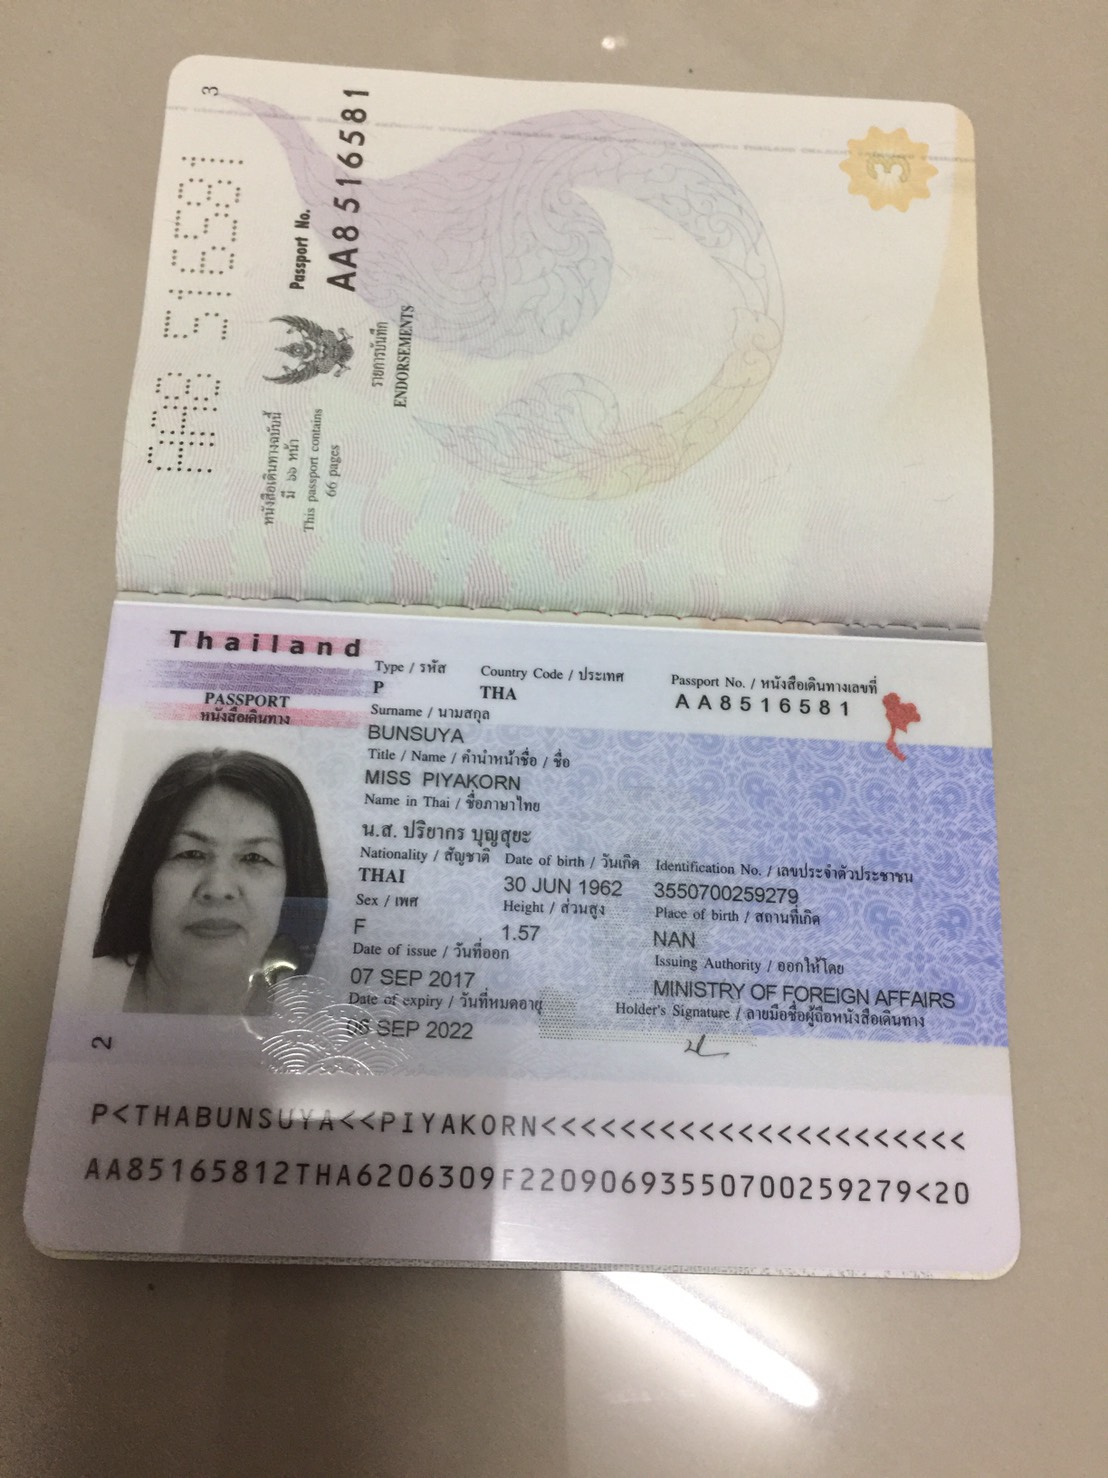 3
AA8516581
Passport No.
AA8516581
หนังสือเดินทางฉบับนี้
มี ๖๖ หน้า
This passport contains
66 pages
รายการบันทึก
ENDORSEMENTS
3
Thailand
PASSPORT
หนังสือเดินทาง
Type / รหัส Country Code / ประเทศ Passport No. / หนังสือเดินทางเลขที่
P THA AA8516581
Surname / นามสกุล
BUNSUYA
Title / Name / คำนำหน้าชื่อ / ชื่อ
MISS PIYAKORN
Name in Thai / ชื่อภาษาไทย
น.ส. ปริยากร บุญสุยะ
Nationality / สัญชาติ Date of birth / วันเกิด Identification No. / เลขประจำตัวประชาชน
THAI 30 JUN 1962 3550700259279
Sex / เพศ Height / ส่วนสูง Place of birth / สถานที่เกิด
F 1.57 NAN
Date of issue / วันที่ออก Issuing Authority / ออกให้โดย
07 SEP 2017 MINISTRY OF FOREIGN AFFAIRS
Date of expiry / วันที่หมดอายุ Holder's Signature / ลายมือชื่อผู้ถือหนังสือเดินทาง
06 SEP 2022
2
P<THABUNSUYA<<PIYAKORN<<<<<<<<<<<<<<<<<<<<<<
AA85165812THA6206309F22090693550700259279<20